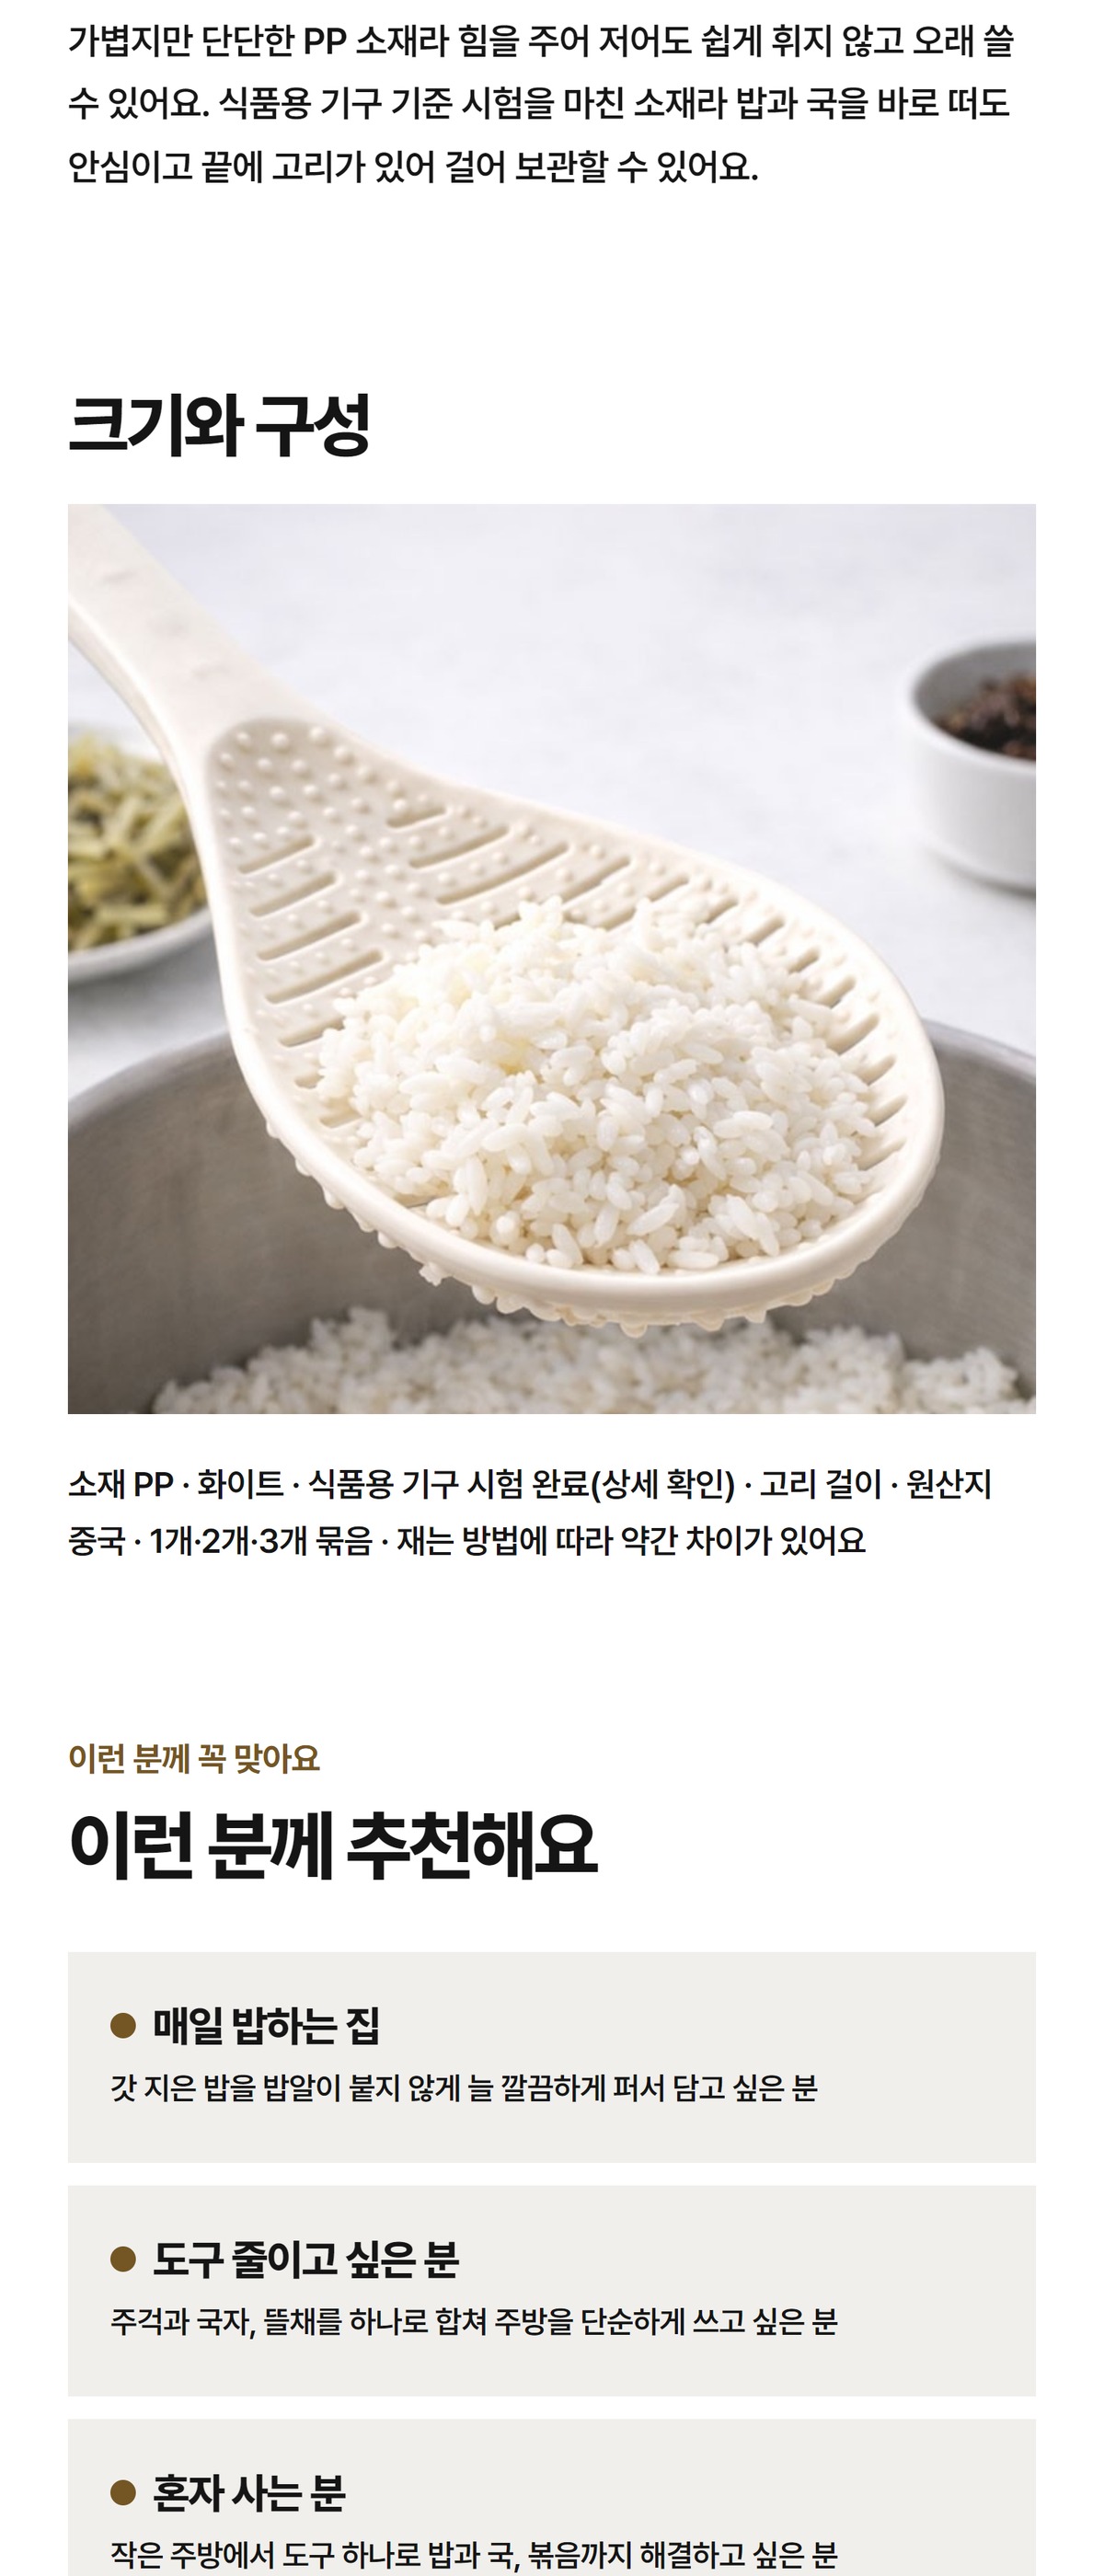 가볍지만 단단한 PP 소재라 힘을 주어 저어도 쉽게 휘지 않고 오래 쓸
수 있어요. 식품용 기구 기준 시험을 마친 소재라 밥과 국을 바로 떠도
안심이고 끝에 고리가 있어 걸어 보관할 수 있어요.
크기와 구성
소재 PP · 화이트 · 식품용 기구 시험 완료(상세 확인) · 고리 걸이 · 원산지
중국 · 1개·2개·3개 묶음 · 재는 방법에 따라 약간 차이가 있어요
이런 분께 꼭 맞아요
이런 분께 추천해요
매일 밥하는 집
갓 지은 밥을 밥알이 붙지 않게 늘 깔끔하게 퍼서 담고 싶은 분
도구 줄이고 싶은 분
주걱과 국자, 뜰채를 하나로 합쳐 주방을 단순하게 쓰고 싶은 분
혼자 사는 분
작은 주방에서 도구 하나로 밥과 국, 볶음까지 해결하고 싶은 분